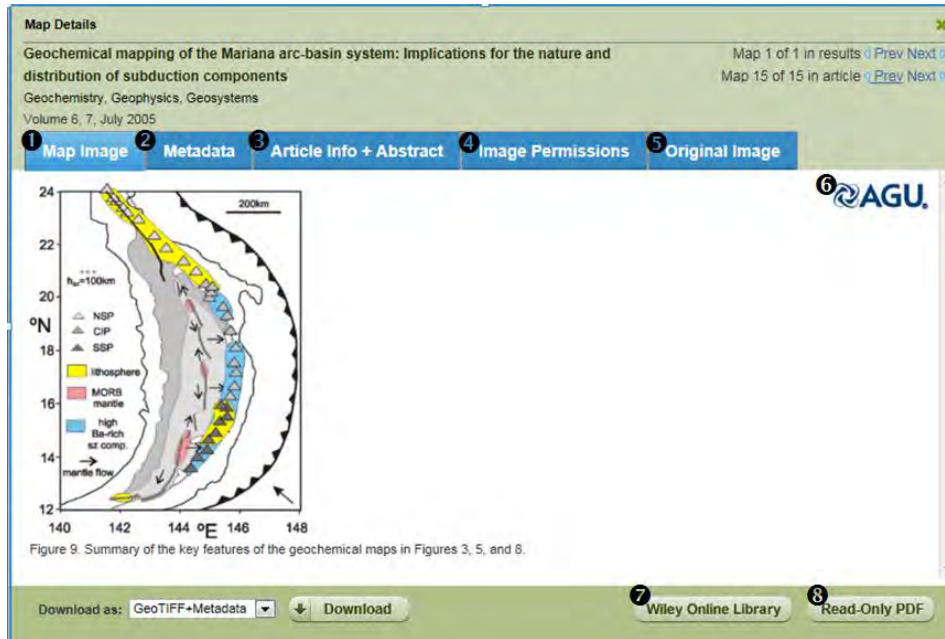 Map Details
Geochemical mapping of the Mariana arc-basin system: Implications for the nature and
distribution of subduction components
Geochemistry, Geophysics, Geosystems
Volume 6, 7, July 2005
Map 1 of 1 in results Prev Next
Map 15 of 15 in article Prev Next
1 Map Image 2 Metadata 3 Article Info + Abstract 4 Image Permissions 5 Original Image
6 AGU.
24
22
20
18
16
14
12
ºN
200km
=100km
NSP
CIP
SSP
lithosphere
MORB
mantle
high
Ba-rich
sz comp.
mantle flow
140 142 144 ºE 146 148
Figure 9. Summary of the key features of the geochemical maps in Figures 3, 5, and 8.
Download as: GeoTIFF+Metadata Download
7 Wiley Online Library
8 Read-Only PDF